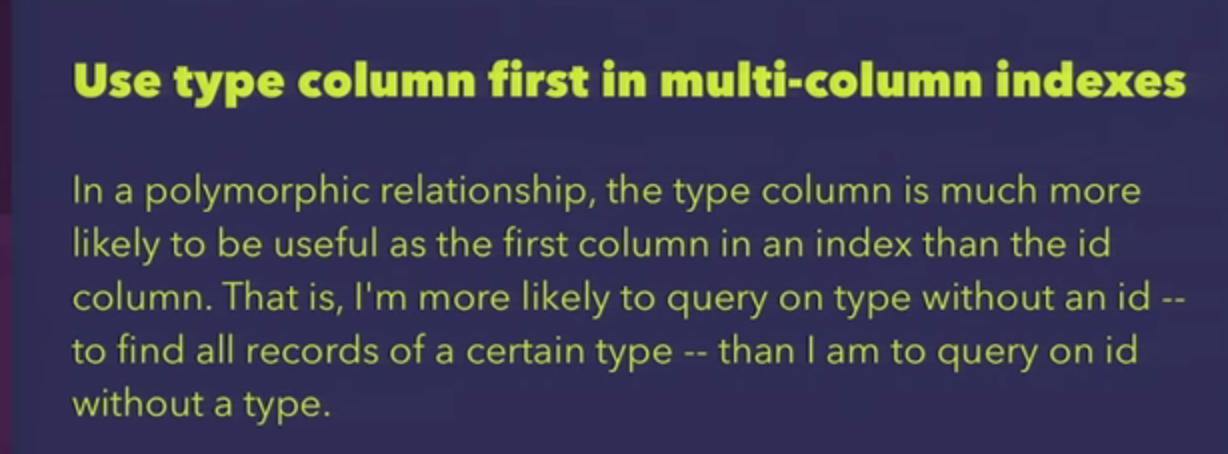 Use type column first in multi-column indexes
In a polymorphic relationship, the type column is much more
likely to be useful as the first column in an index than the id
column. That is, I'm more likely to query on type without an id --
to find all records of a certain type -- than I am to query on id
without a type.